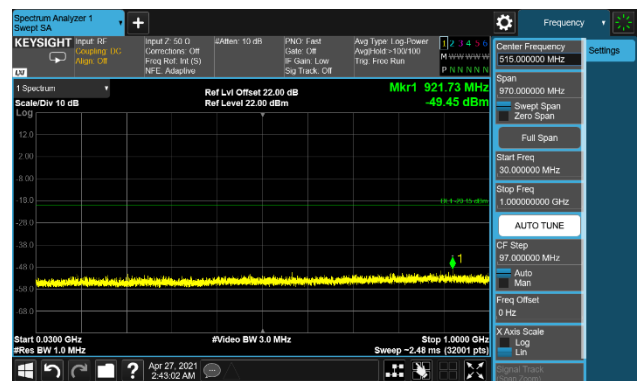 Spectrum Analyzer 1
Swept SA
Frequency
KEYSIGHT
Input: RF
Coupling: DC
Align: Off
Input Z: 50 Ω
Corrections: Off
Freq Ref: Int (S)
NFE: Adaptive
#Atten: 10 dB
PNO: Fast
Gate: Off
IF Gain: Low
Sig Track: Off
Avg Type: Log-Power
Avg|Hold:>100/100
Trig: Free Run
1 2 3 4 5 6
M W W W W W
P N N N N N
LXI
1 Spectrum
Scale/Div 10 dB
Log
Ref Lvl Offset 22.00 dB
Ref Level 22.00 dBm
Mkr1 921.73 MHz
-49.45 dBm
12.0
2.00
-8.00
-18.0
-28.0
-38.0
-48.0
-58.0
-68.0
DL1 -29.15 dBm
1
Start 0.0300 GHz
#Res BW 1.0 MHz
#Video BW 3.0 MHz
Stop 1.0000 GHz
Sweep ~2.48 ms (32001 pts)
Apr 27, 2021
2:43:02 AM
Center Frequency
515.000000 MHz
Span
970.000000 MHz
Swept Span
Zero Span
Full Span
Start Freq
30.000000 MHz
Stop Freq
1.000000000 GHz
AUTO TUNE
CF Step
97.000000 MHz
Auto
Man
Freq Offset
0 Hz
X Axis Scale
Log
Lin
Signal Track
(Span Zoom)
Settings